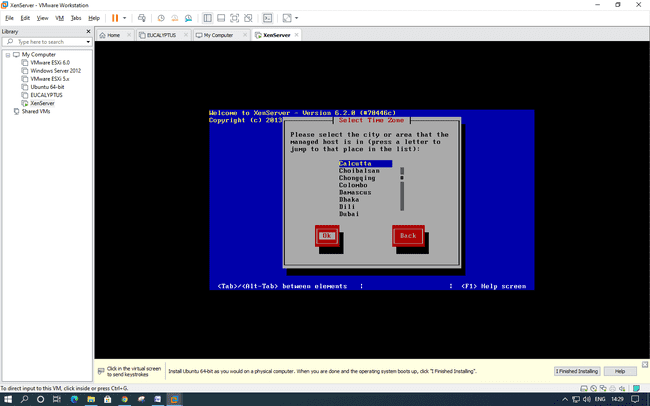 XenServer - VMware Workstation
File Edit View VM Tabs Help
Library
Type here to search
My Computer
VMware ESXi 6.0
Windows Server 2012
VMware ESXi 5.x
Ubuntu 64-bit
EUCALYPTUS
XenServer
Shared VMs
Home EUCALYPTUS My Computer XenServer
Welcome to XenServer - Version 6.2.0 (#70446c)
Copyright (c) 2013
Select Time Zone
Please select the city or area that the
managed host is in (press a letter to
jump to that place in the list):
Calcutta
Choibalsan
Chongqing
Colombo
Damascus
Dhaka
Dili
Dubai
Ok Back
<Tab>/<Alt-Tab> between elements | | <F1> Help screen
Click in the virtual screen
to send keystrokes
Install Ubuntu 64-bit as you would on a physical computer. When you are done and the operating system boots up, click "I Finished Installing".
I Finished Installing Help
To direct input to this VM, click inside or press Ctrl+G.
ENG 14:29